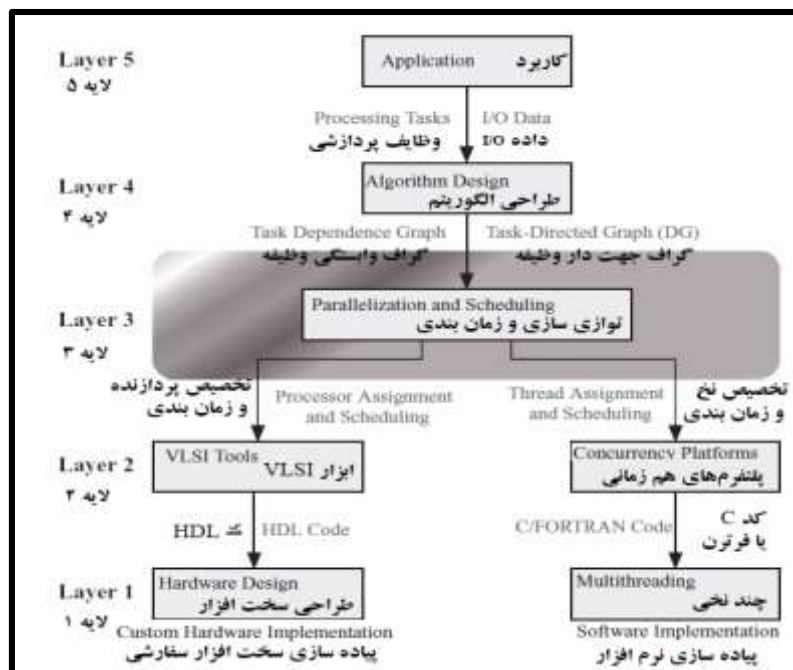 Layer 5
لایه ۵
Application کاربرد
Processing Tasks I/O Data
وظایف پردازشی داده I/O
Layer 4
لایه ۴
Algorithm Design
طراحی الگوریتم
Task Dependence Graph Task-Directed Graph (DG)
گراف وابستگی وظیفه گراف جهت دار وظیفه
Layer 3
لایه ۳
Parallelization and Scheduling
توازی سازی و زمان بندی
تخصیص پردازنده
و زمان بندی
Processor Assignment
and Scheduling
Thread Assignment
and Scheduling
تخصیص نخ
و زمان بندی
Layer 2
لایه ۲
VLSI Tools
ابزار VLSI
Concurrency Platforms
پلتفرم‌های هم زمانی
کد HDL HDL Code
C/FORTRAN Code
کد C
یا فرترن
Layer 1
لایه ۱
Hardware Design
طراحی سخت افزار
Multithreading
چند نخی
Custom Hardware Implementation
پیاده سازی سخت افزار سفارشی
Software Implementation
پیاده سازی نرم افزار